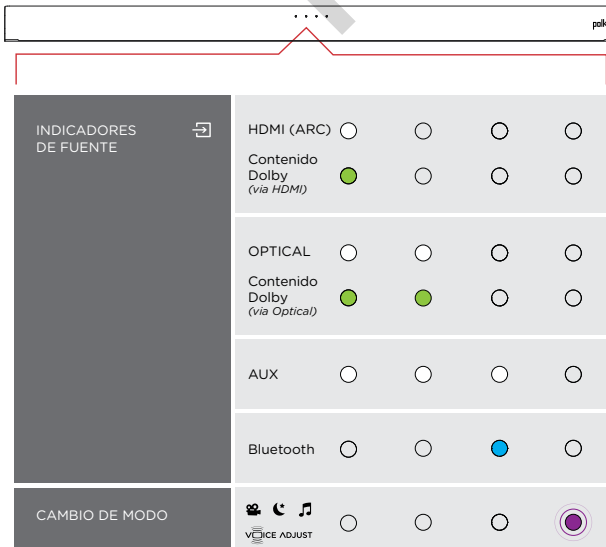 polk
INDICADORES
DE FUENTE
HDMI (ARC)
Contenido
Dolby
(via HDMI)
OPTICAL
Contenido
Dolby
(via Optical)
AUX
Bluetooth
CAMBIO DE MODO
VOICE ADJUST